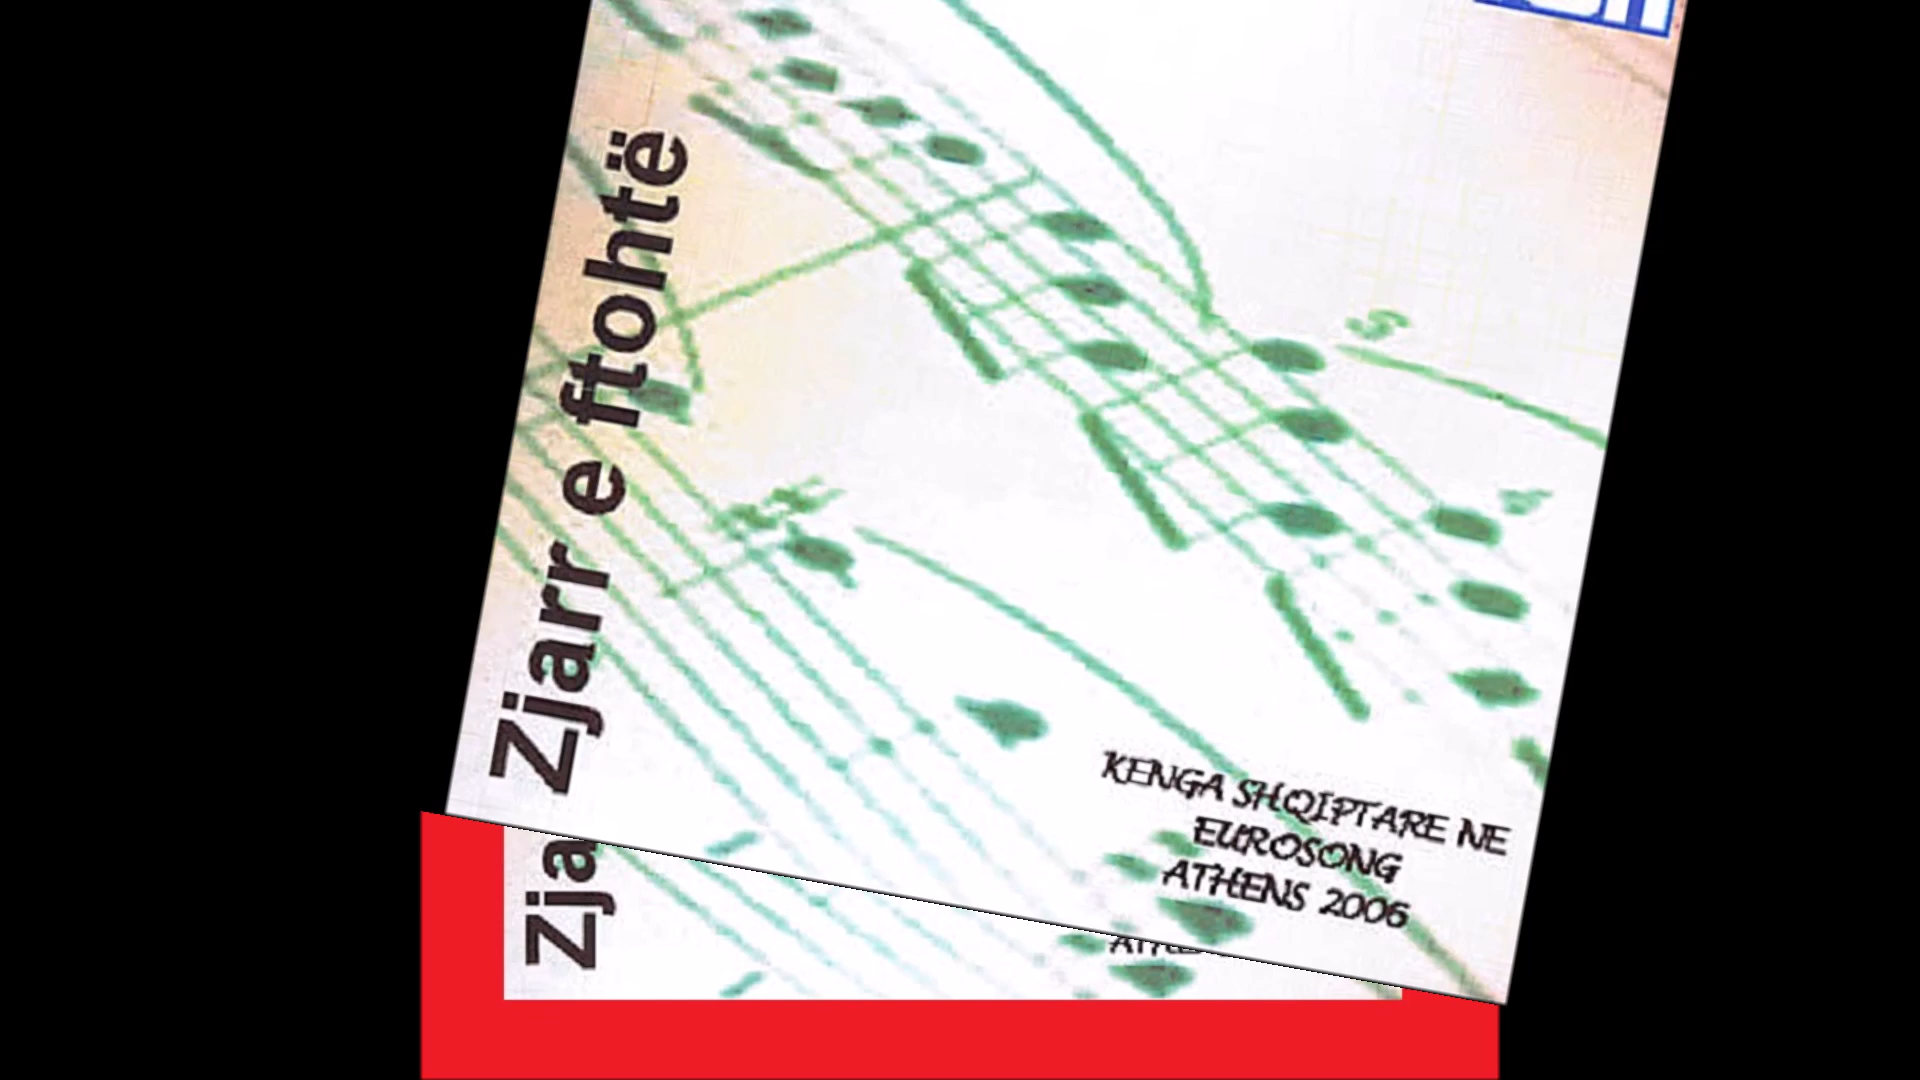 Zjarr e ftohtë
KENGA SHQIPTARE NE
EUROSONG
ATHENS 2006
Zja